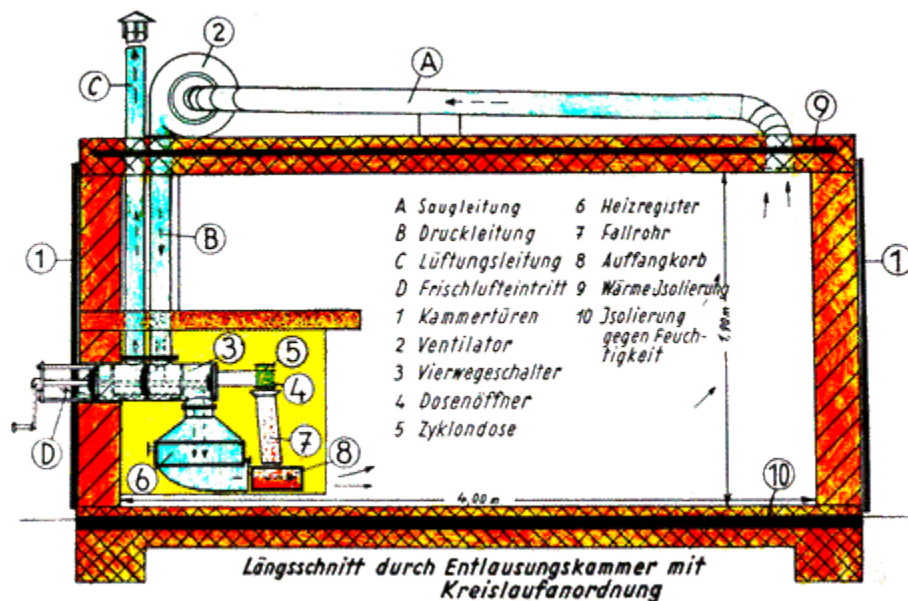 2
A
C
9
B
1
1
A Saugleitung
B Druckleitung
C Lüftungsleitung
D Frischlufteintritt
1 Kammertüren
2 Ventilator
3 Vierwegeschalter
4 Dosenöffner
5 Zyklondose
6 Heizregister
7 Fallrohr
8 Auffangkorb
9 Wärme Jsolierung
10 Jsolierung
gegen Feuch-
tigkeit
3
5
4
D
6
7
8
10
4,00 m
Längsschnitt durch Entlausungskammer mit
Kreislaufanordnung